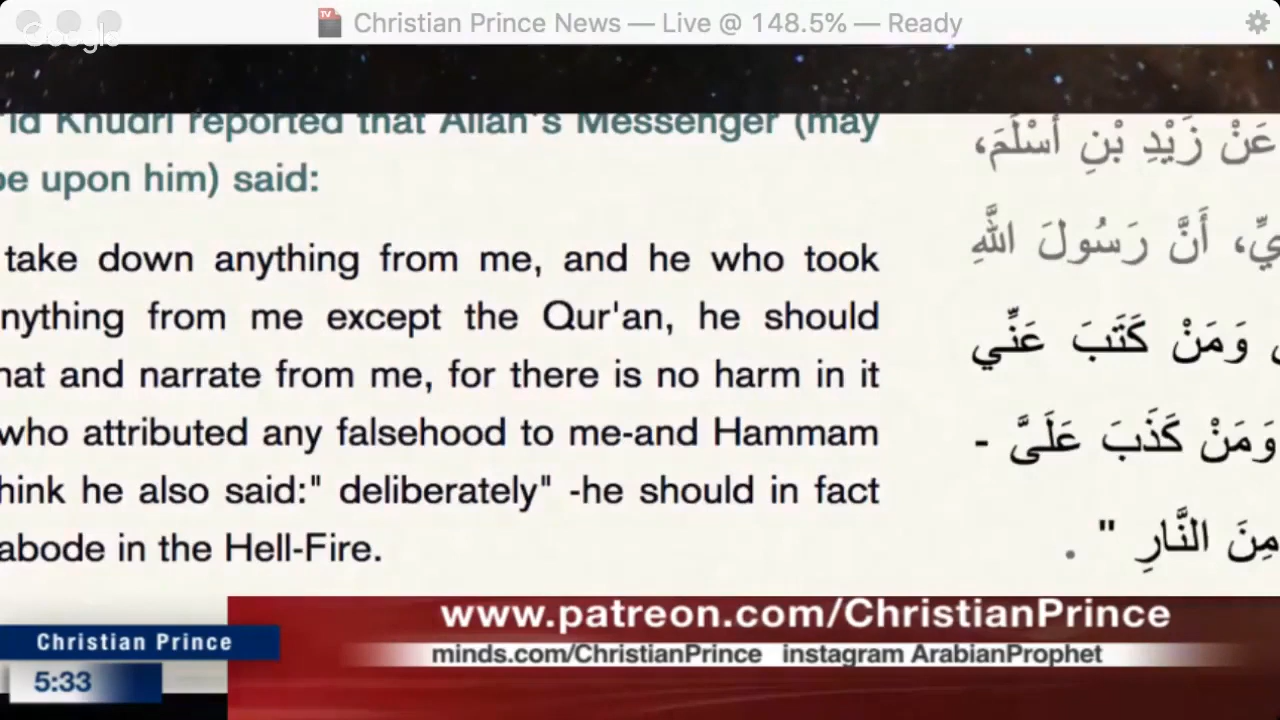 Christian Prince News — Live @ 148.5% — Ready
Google
Khudri reported that Allah's Messenger (may
be upon him) said:
take down anything from me, and he who took
nything from me except the Qur'an, he should
hat and narrate from me, for there is no harm in it
who attributed any falsehood to me-and Hammam
hink he also said:" deliberately" -he should in fact
abode in the Hell-Fire.
عَنْ زَيْدِ بْنِ أَسْلَمَ،
أَنَّ رَسُولَ اللَّهِ
وَمَنْ كَتَبَ عَنِّي
وَمَنْ كَذَبَ عَلَىَّ -
مِنَ النَّارِ " .
www.patreon.com/ChristianPrince
Christian Prince
minds.com/ChristianPrince instagram ArabianProphet
5:33